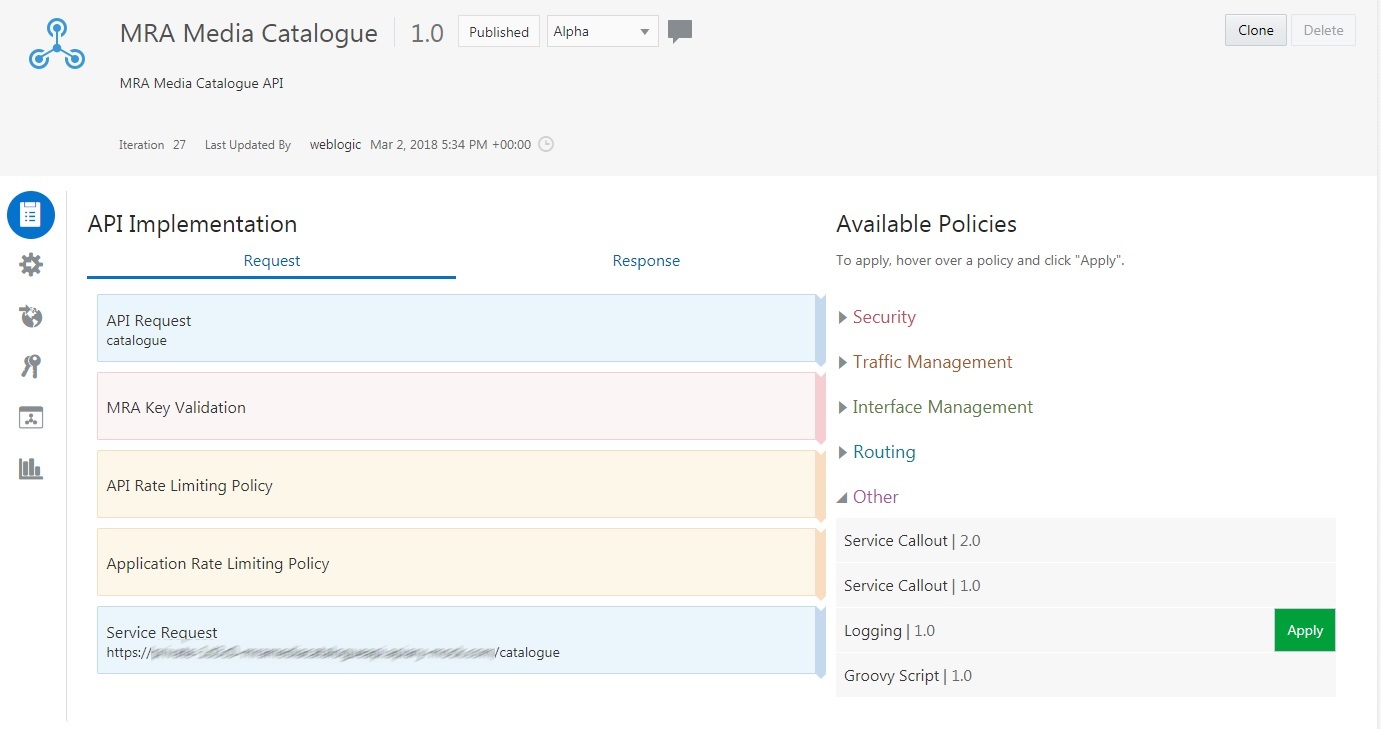 MRA Media Catalogue 1.0 Published Alpha Clone Delete
MRA Media Catalogue API
Iteration 27 Last Updated By weblogic Mar 2, 2018 5:34 PM +00:00
API Implementation
Request Response
API Request
catalogue
MRA Key Validation
API Rate Limiting Policy
Application Rate Limiting Policy
Service Request
https:// /catalogue
Available Policies
To apply, hover over a policy and click "Apply".
Security
Traffic Management
Interface Management
Routing
Other
Service Callout | 2.0
Service Callout | 1.0
Logging | 1.0 Apply
Groovy Script | 1.0